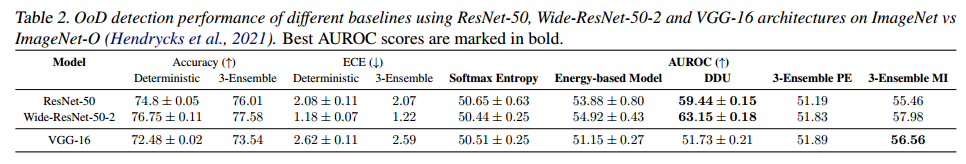 Table 2. OoD detection performance of different baselines using ResNet-50, Wide-ResNet-50-2 and VGG-16 architectures on ImageNet vs
ImageNet-O (Hendrycks et al., 2021). Best AUROC scores are marked in bold.
Model Accuracy (↑) ECE (↓) AUROC (↑)
Deterministic 3-Ensemble Deterministic 3-Ensemble Softmax Entropy Energy-based Model DDU 3-Ensemble PE 3-Ensemble MI
ResNet-50 74.8 ± 0.05 76.01 2.08 ± 0.11 2.07 50.65 ± 0.63 53.88 ± 0.80 59.44 ± 0.15 51.19 55.46
Wide-ResNet-50-2 76.75 ± 0.11 77.58 1.18 ± 0.07 1.22 50.44 ± 0.25 54.92 ± 0.43 63.15 ± 0.18 51.83 57.98
VGG-16 72.48 ± 0.02 73.54 2.62 ± 0.11 2.59 50.51 ± 0.25 51.15 ± 0.27 51.73 ± 0.21 51.89 56.56